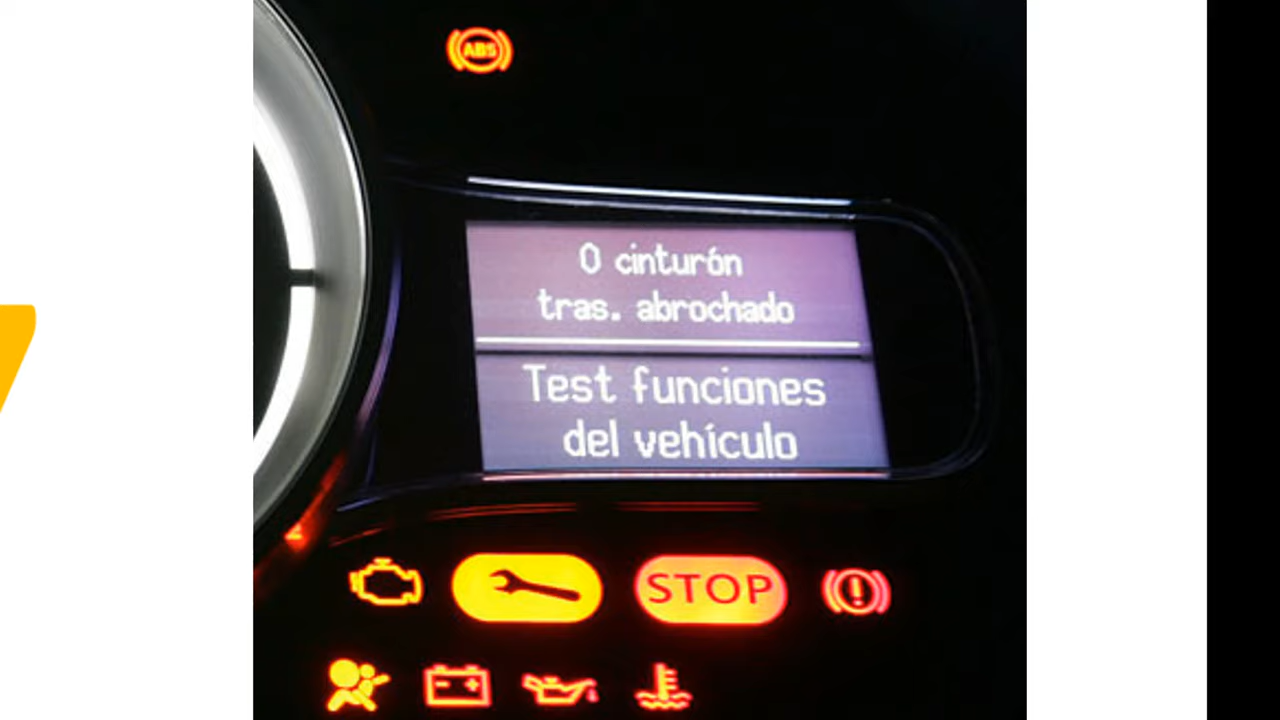 ABS
0 cinturón
tras. abrochado
Test funciones
del vehículo
STOP